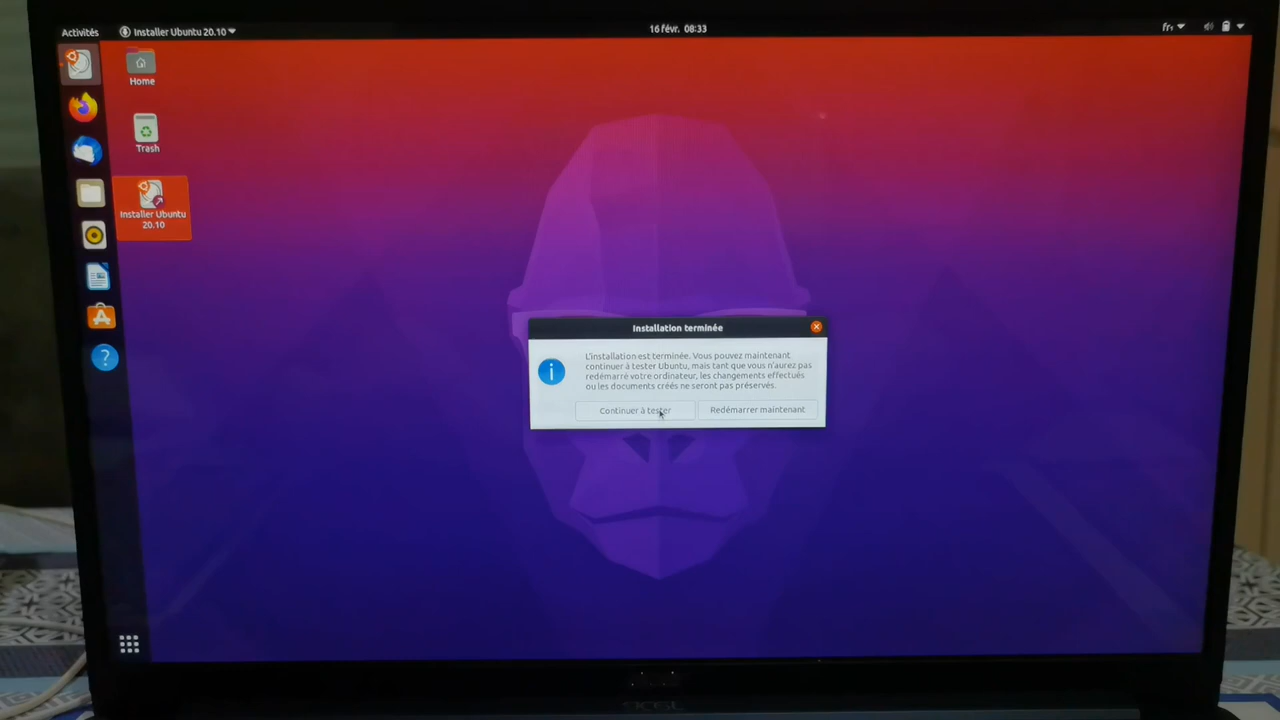 Activités
Installer Ubuntu 20.10
16 févr. 08:33
fr₁
Home
Trash
Installer Ubuntu
20.10
Installation terminée
L'installation est terminée. Vous pouvez maintenant
continuer à tester Ubuntu, mais tant que vous n'aurez pas
redémarré votre ordinateur, les changements effectués
ou les documents créés ne seront pas préservés.
Continuer à tester
Redémarrer maintenant
?